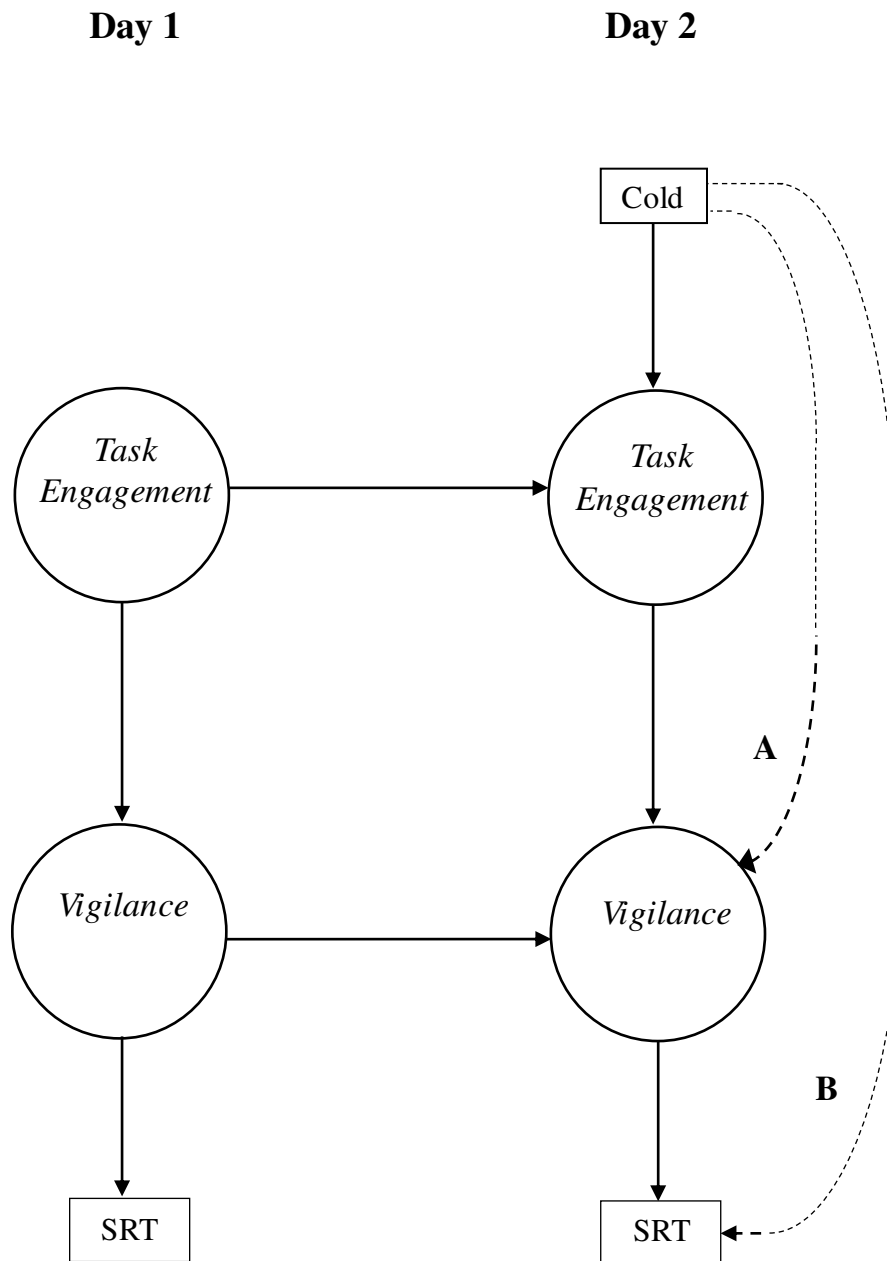 Day 1
Day 2
Cold
Task
Engagement
Task
Engagement
A
Vigilance
Vigilance
B
SRT
SRT